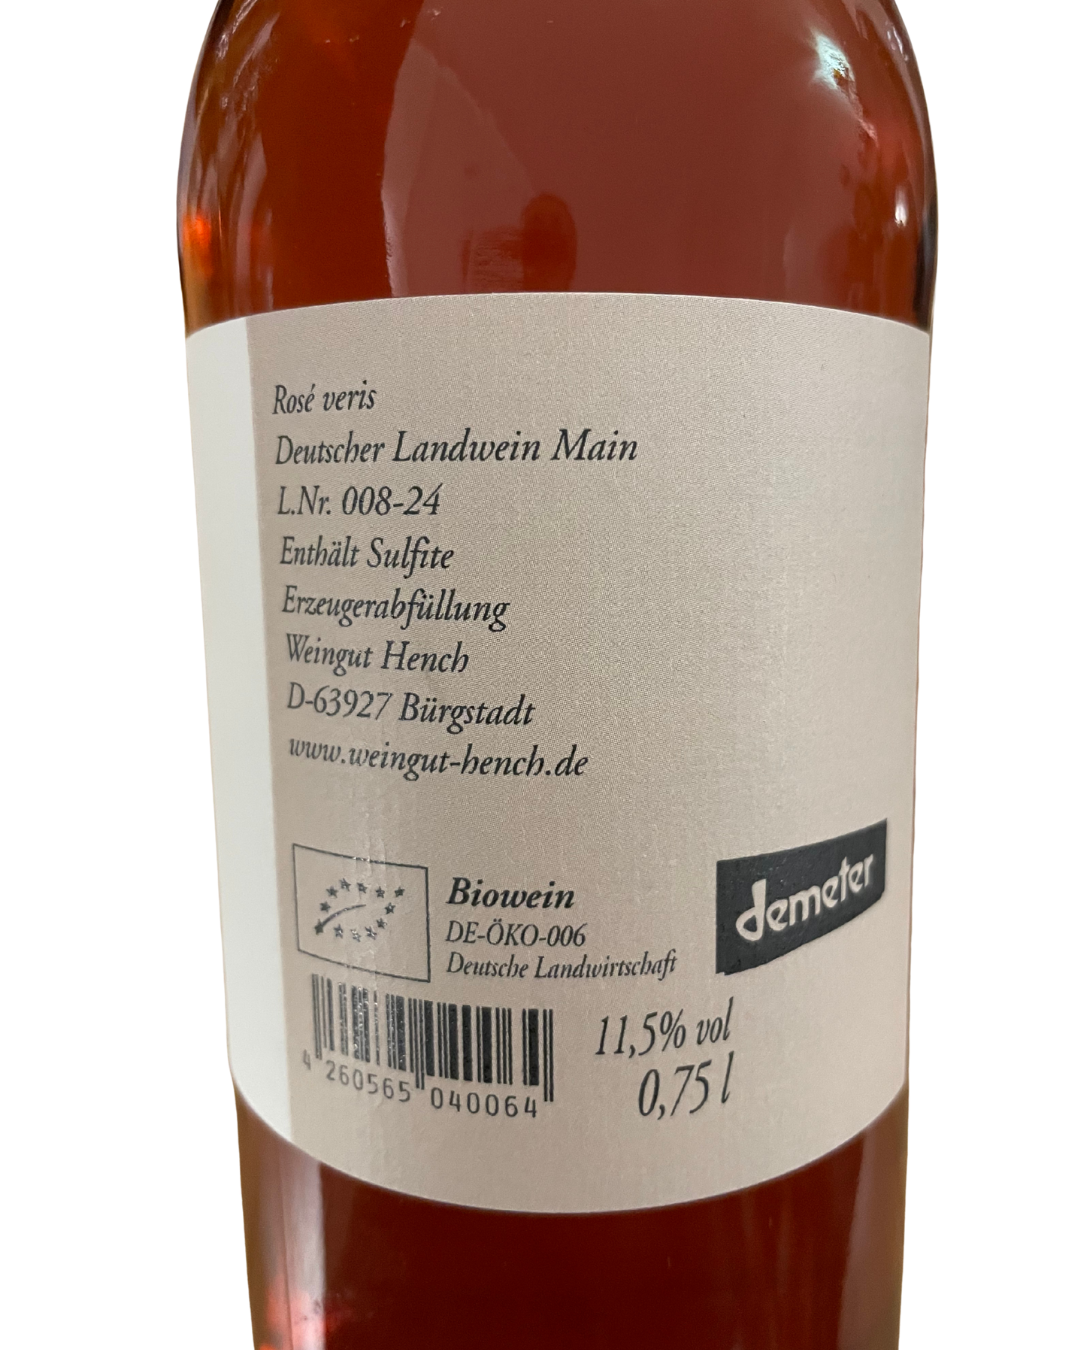 Rosé veris
Deutscher Landwein Main
L.Nr. 008-24
Enthält Sulfite
Erzeugerabfüllung
Weingut Hench
D-63927 Bürgstadt
www.weingut-hench.de
Biowein
DE-ÖKO-006
Deutsche Landwirtschaft
demeter
11,5% vol
0,75 l
4 260565 040064